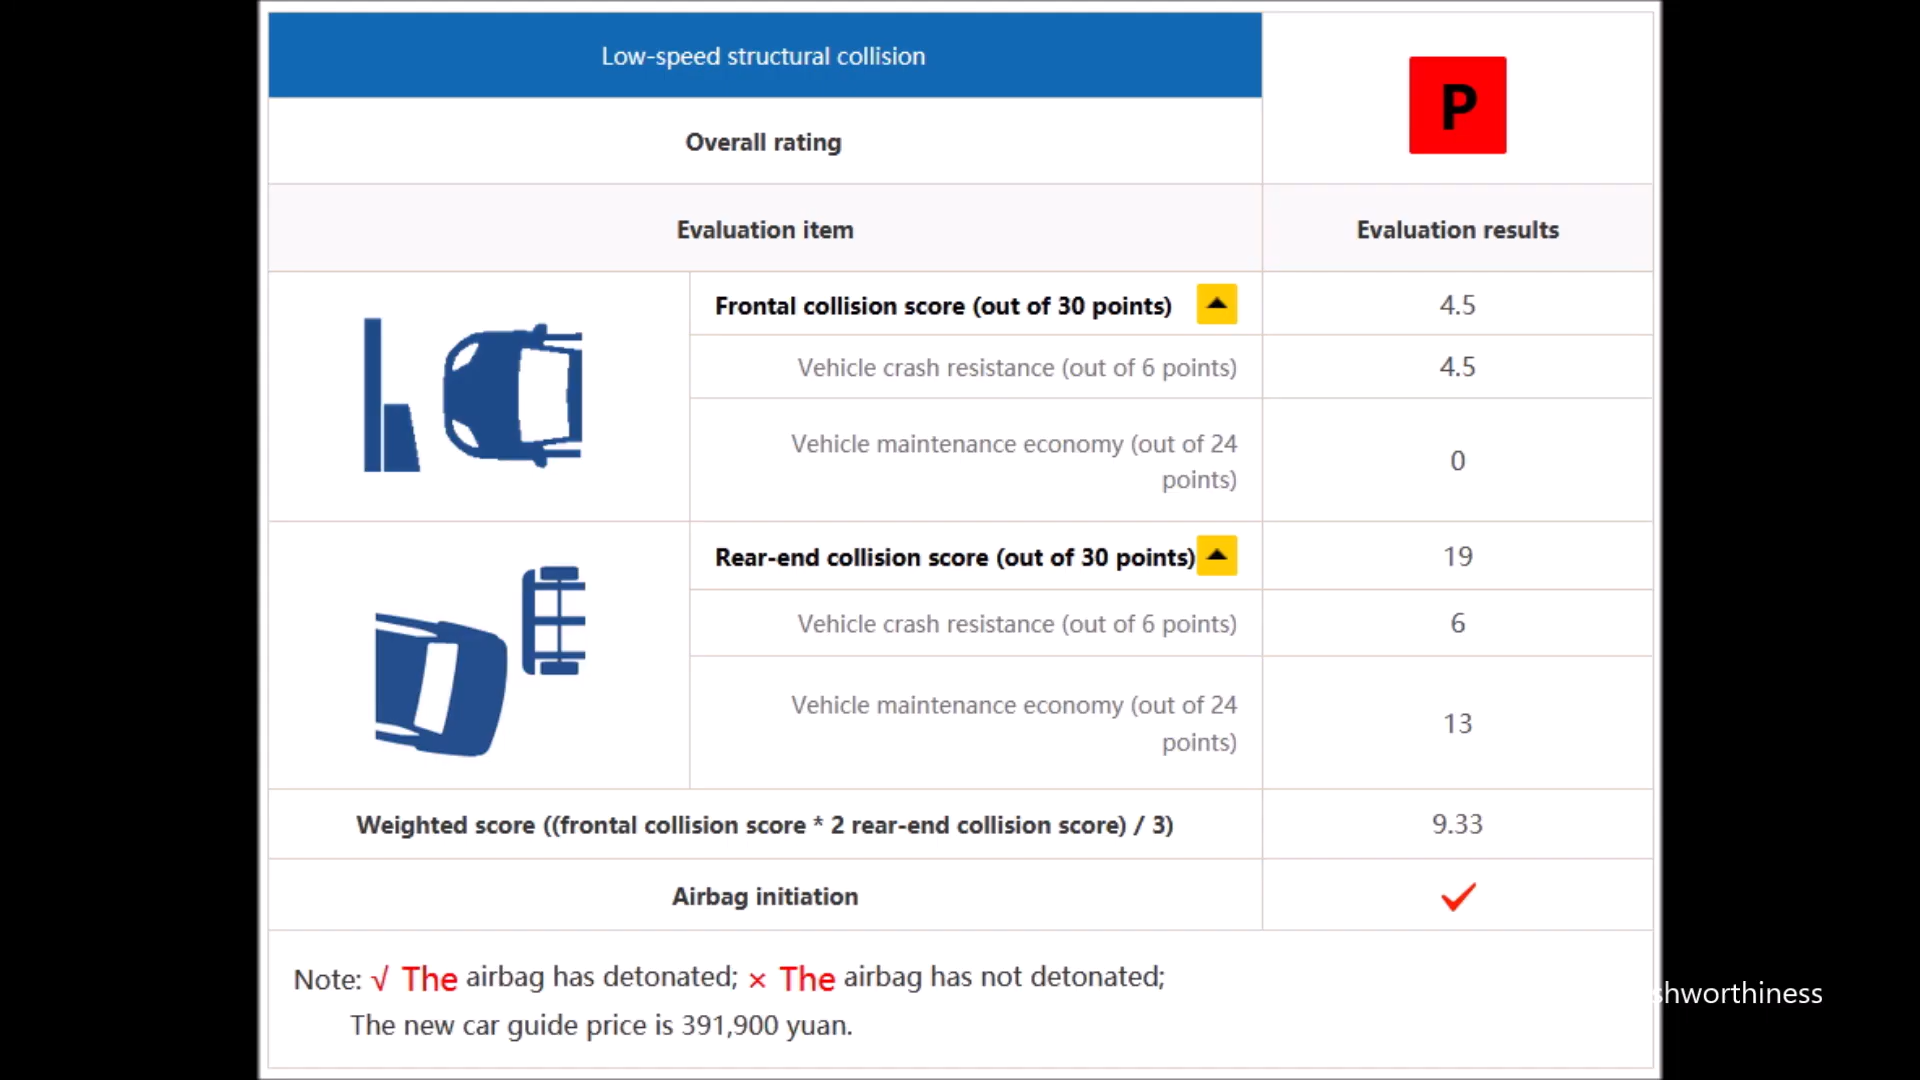 Low-speed structural collision
P
Overall rating
Evaluation item
Evaluation results
Frontal collision score (out of 30 points)
4.5
Vehicle crash resistance (out of 6 points)
4.5
Vehicle maintenance economy (out of 24
points)
0
Rear-end collision score (out of 30 points)
19
Vehicle crash resistance (out of 6 points)
6
Vehicle maintenance economy (out of 24
points)
13
Weighted score ((frontal collision score * 2 rear-end collision score) / 3)
9.33
Airbag initiation
✓
Note: √ The airbag has detonated; × The airbag has not detonated;
The new car guide price is 391,900 yuan.
shworthiness